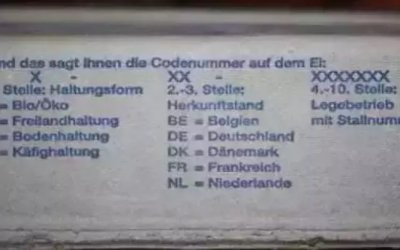 nd das sagt Ihnen die Codenummer auf dem Ei:
X - XX - XXXXXXX
Stelle: Haltungsform 2.-3. Stelle: 4.-10. Stelle:
= Bio/Öko Herkunftsland Legebetrieb
= Freilandhaltung BE = Belgien mit Stallnum
= Bodenhaltung DE = Deutschland
= Käfighaltung DK = Dänemark
FR = Frankreich
NL = Niederlande